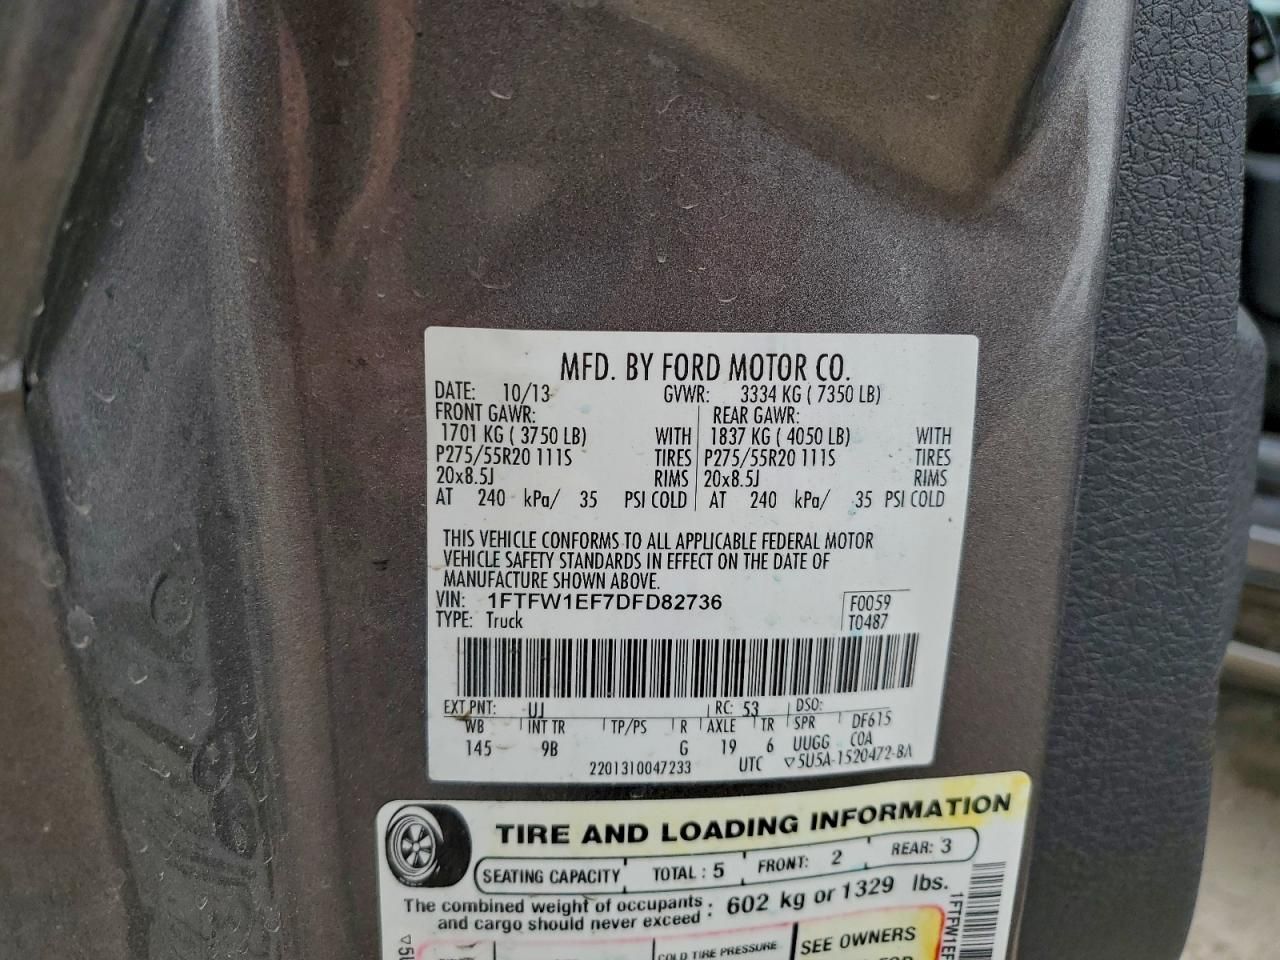 MFD. BY FORD MOTOR CO.
DATE: 10/13 GVWR: 3334 KG ( 7350 LB)
FRONT GAWR: REAR GAWR:
1701 KG ( 3750 LB) WITH 1837 KG ( 4050 LB) WITH
P275/55R20 111S TIRES P275/55R20 111S TIRES
20x8.5J RIMS 20x8.5J RIMS
AT 240 kPa/ 35 PSI COLD AT 240 kPa/ 35 PSI COLD
THIS VEHICLE CONFORMS TO ALL APPLICABLE FEDERAL MOTOR
VEHICLE SAFETY STANDARDS IN EFFECT ON THE DATE OF
MANUFACTURE SHOWN ABOVE.
VIN: 1FTFW1EF7DFD82736 F0059
TYPE: Truck T0487
EXT PNT: UJ RC: 53 DSO:
WB INT TR TP/PS R AXLE TR SPR DF615
145 9B G 19 6 UUGG COA
2201310047233 UTC ▽5U5A-1520472-BA
TIRE AND LOADING INFORMATION
SEATING CAPACITY TOTAL : 5 FRONT: 2 REAR: 3
The combined weight of occupants and cargo should never exceed : 602 kg or 1329 lbs.
COLD TIRE PRESSURE SEE OWNERS
1FTFW1EF